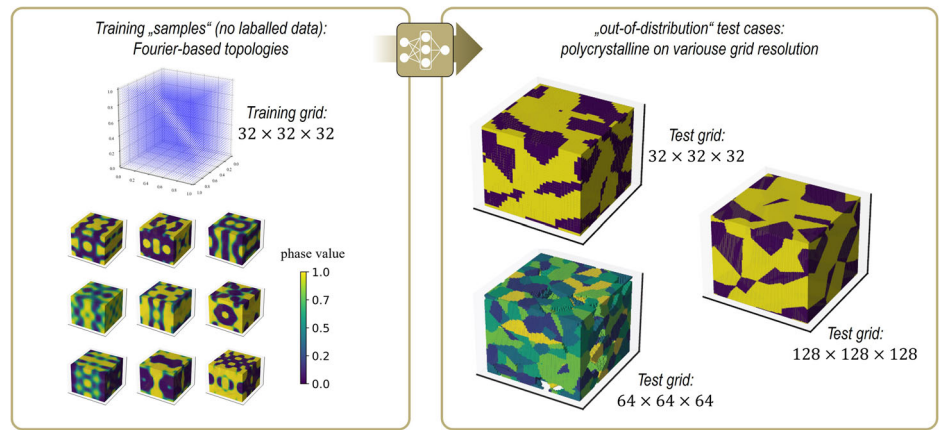 Training „samples“ (no labelled data):
Fourier-based topologies
Training grid:
32 × 32 × 32
phase value
1.0
0.7
0.5
0.2
0.0
„out-of-distribution“ test cases:
polycrystalline on variouse grid resolution
Test grid:
32 × 32 × 32
Test grid:
128 × 128 × 128
Test grid:
64 × 64 × 64